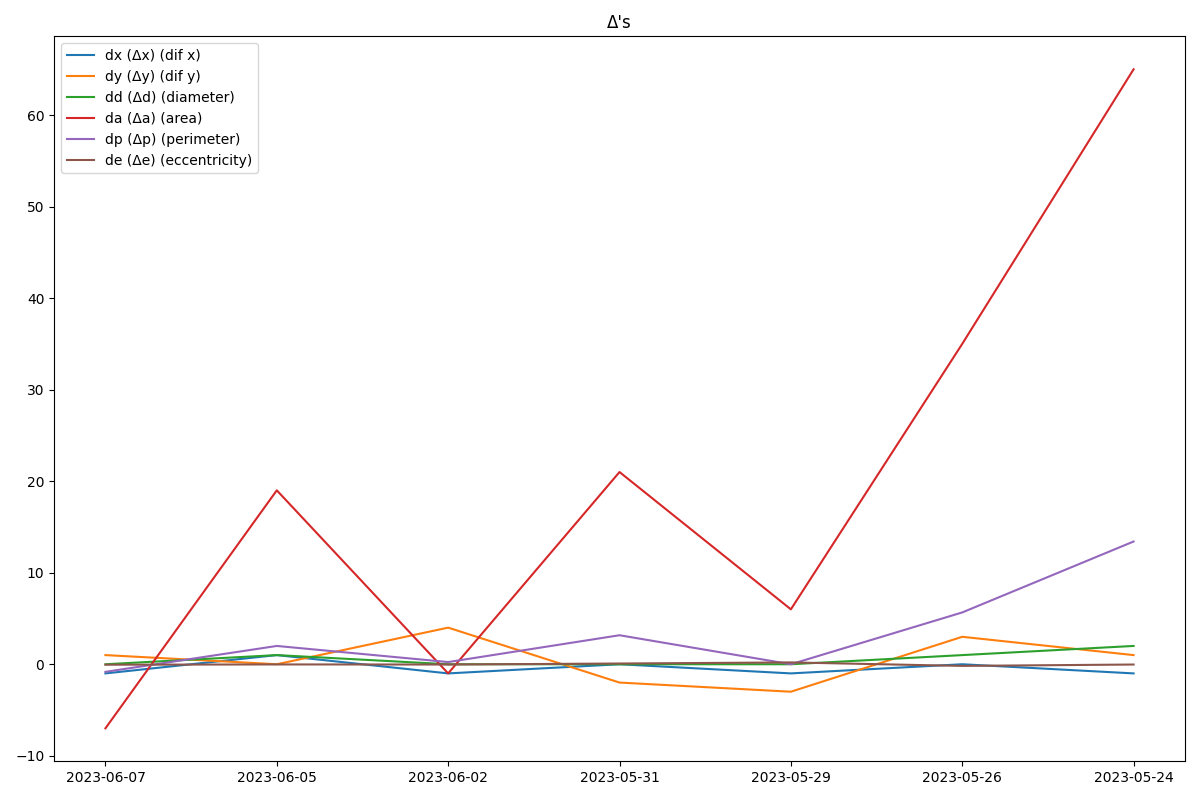 Δ's
dx (Δx) (dif x)
dy (Δy) (dif y)
dd (Δd) (diameter)
da (Δa) (area)
dp (Δp) (perimeter)
de (Δe) (eccentricity)
60
50
40
30
20
10
0
−10
2023-06-07 2023-06-05 2023-06-02 2023-05-31 2023-05-29 2023-05-26 2023-05-24